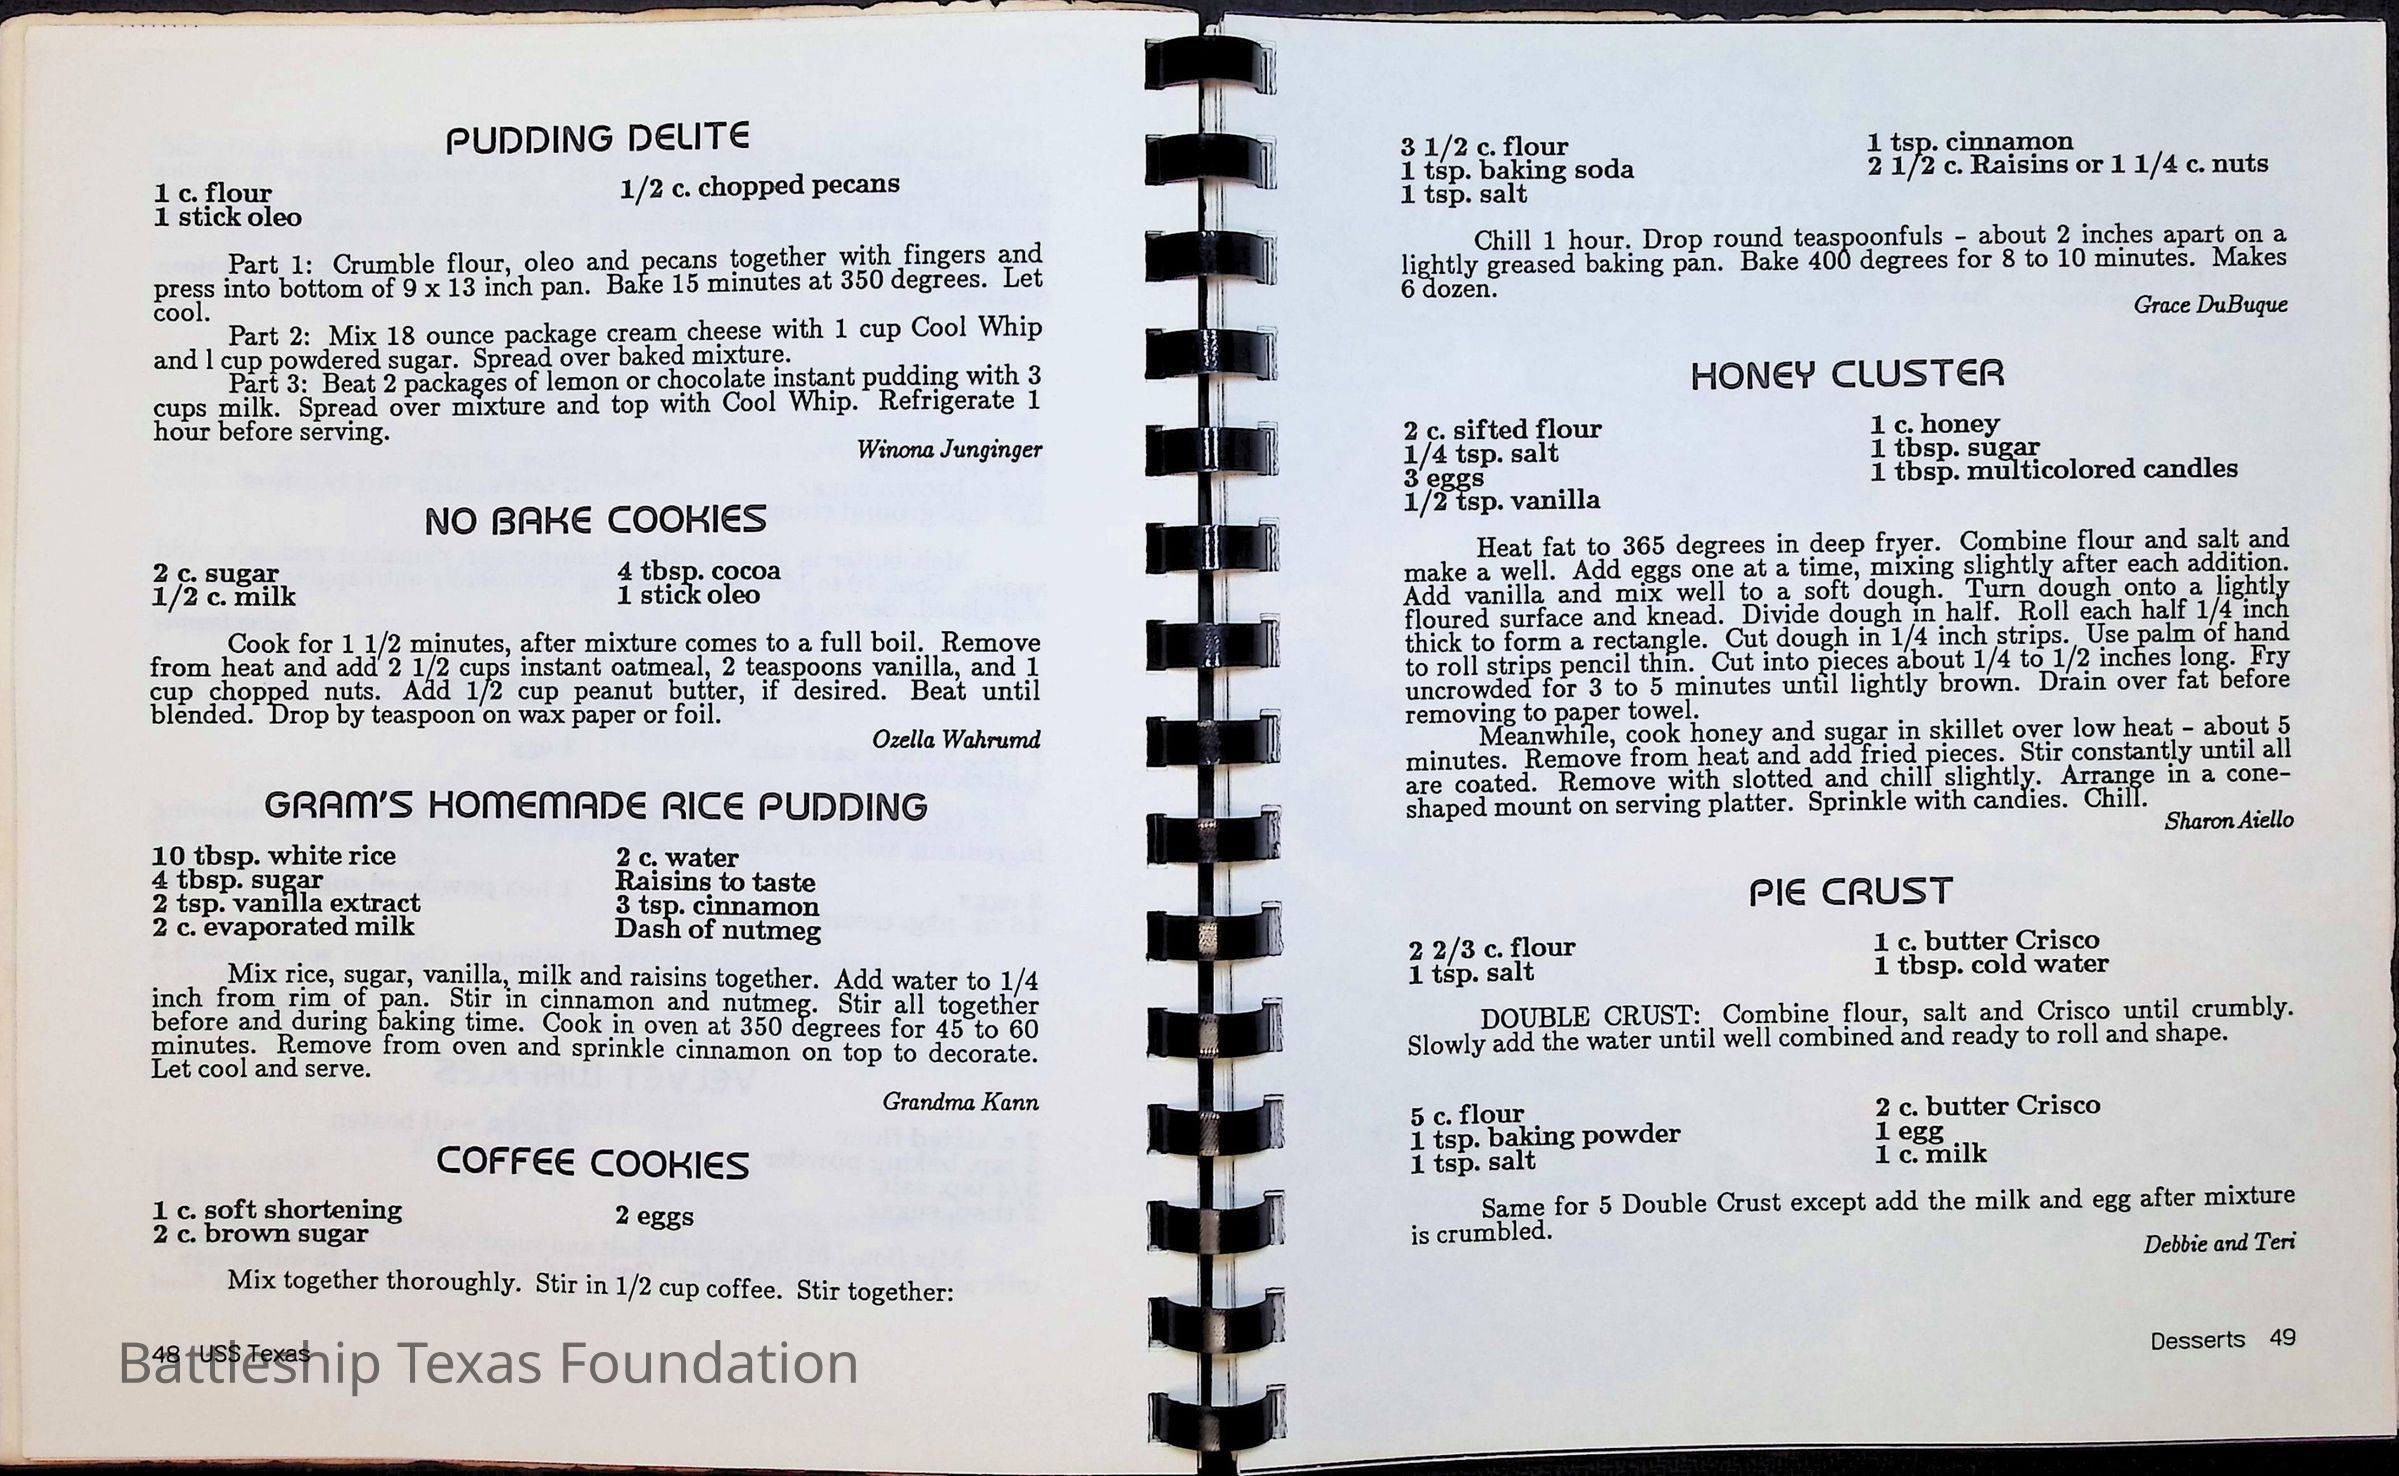 PUDDING DELITE
1 c. flour
1 stick oleo
1/2 c. chopped pecans
Part 1: Crumble flour, oleo and pecans together with fingers and
press into bottom of 9 x 13 inch pan. Bake 15 minutes at 350 degrees. Let
cool.
Part 2: Mix 18 ounce package cream cheese with 1 cup Cool Whip
and l cup powdered sugar. Spread over baked mixture.
Part 3: Beat 2 packages of lemon or chocolate instant pudding with 3
cups milk. Spread over mixture and top with Cool Whip. Refrigerate 1
hour before serving.
Winona Junginger
NO BAKE COOKIES
2 c. sugar
1/2 c. milk
4 tbsp. cocoa
1 stick oleo
Cook for 1 1/2 minutes, after mixture comes to a full boil. Remove
from heat and add 2 1/2 cups instant oatmeal, 2 teaspoons vanilla, and 1
cup chopped nuts. Add 1/2 cup peanut butter, if desired. Beat until
blended. Drop by teaspoon on wax paper or foil.
Ozella Wahrumd
GRAM'S HOMEMADE RICE PUDDING
10 tbsp. white rice
4 tbsp. sugar
2 tsp. vanilla extract
2 c. evaporated milk
2 c. water
Raisins to taste
3 tsp. cinnamon
Dash of nutmeg
Mix rice, sugar, vanilla, milk and raisins together. Add water to 1/4
inch from rim of pan. Stir in cinnamon and nutmeg. Stir all together
before and during baking time. Cook in oven at 350 degrees for 45 to 60
minutes. Remove from oven and sprinkle cinnamon on top to decorate.
Let cool and serve.
Grandma Kann
COFFEE COOKIES
1 c. soft shortening
2 c. brown sugar
2 eggs
Mix together thoroughly. Stir in 1/2 cup coffee. Stir together:
48 USS Texas
Battleship Texas Foundation
3 1/2 c. flour
1 tsp. baking soda
1 tsp. salt
1 tsp. cinnamon
2 1/2 c. Raisins or 1 1/4 c. nuts
Chill 1 hour. Drop round teaspoonfuls - about 2 inches apart on a
lightly greased baking pan. Bake 400 degrees for 8 to 10 minutes. Makes
6 dozen.
Grace DuBuque
HONEY CLUSTER
2 c. sifted flour
1/4 tsp. salt
3 eggs
1/2 tsp. vanilla
1 c. honey
1 tbsp. sugar
1 tbsp. multicolored candles
Heat fat to 365 degrees in deep fryer. Combine flour and salt and
make a well. Add eggs one at a time, mixing slightly after each addition.
Add vanilla and mix well to a soft dough. Turn dough onto a lightly
floured surface and knead. Divide dough in half. Roll each half 1/4 inch
thick to form a rectangle. Cut dough in 1/4 inch strips. Use palm of hand
to roll strips pencil thin. Cut into pieces about 1/4 to 1/2 inches long. Fry
uncrowded for 3 to 5 minutes until lightly brown. Drain over fat before
removing to paper towel.
Meanwhile, cook honey and sugar in skillet over low heat - about 5
minutes. Remove from heat and add fried pieces. Stir constantly until all
are coated. Remove with slotted and chill slightly. Arrange in a cone-
shaped mount on serving platter. Sprinkle with candies. Chill.
Sharon Aiello
PIE CRUST
2 2/3 c. flour
1 tsp. salt
1 c. butter Crisco
1 tbsp. cold water
DOUBLE CRUST: Combine flour, salt and Crisco until crumbly.
Slowly add the water until well combined and ready to roll and shape.
5 c. flour
1 tsp. baking powder
1 tsp. salt
2 c. butter Crisco
1 egg
1 c. milk
Same for 5 Double Crust except add the milk and egg after mixture
is crumbled.
Debbie and Teri
Desserts 49